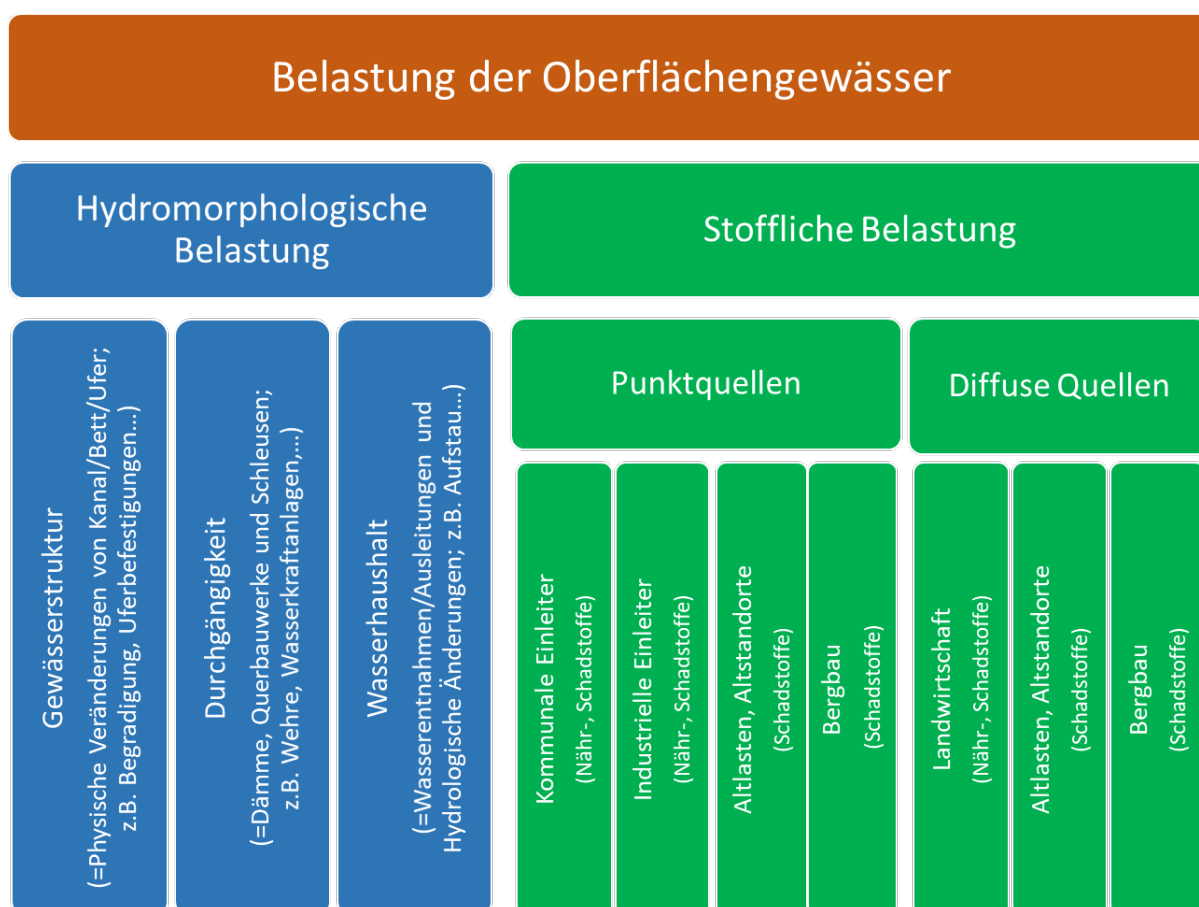 Belastung der Oberflächengewässer
Hydromorphologische
Belastung
Stoffliche Belastung
Gewässerstruktur
(=Physische Veränderungen von Kanal/Bett/Ufer;
z.B. Begradigung, Uferbefestigungen...)
Durchgängigkeit
(=Dämme, Querbauwerke und Schleusen;
z.B. Wehre, Wasserkraftanlagen,...)
Wasserhaushalt
(=Wasserentnahmen/Ausleitungen und
Hydrologische Änderungen; z.B. Aufstau...)
Punktquellen
Diffuse Quellen
Kommunale Einleiter
(Nähr-, Schadstoffe)
Industrielle Einleiter
(Nähr-, Schadstoffe)
Altlasten, Altstandorte
(Schadstoffe)
Bergbau
(Schadstoffe)
Landwirtschaft
(Nähr-, Schadstoffe)
Altlasten, Altstandorte
(Schadstoffe)
Bergbau
(Schadstoffe)